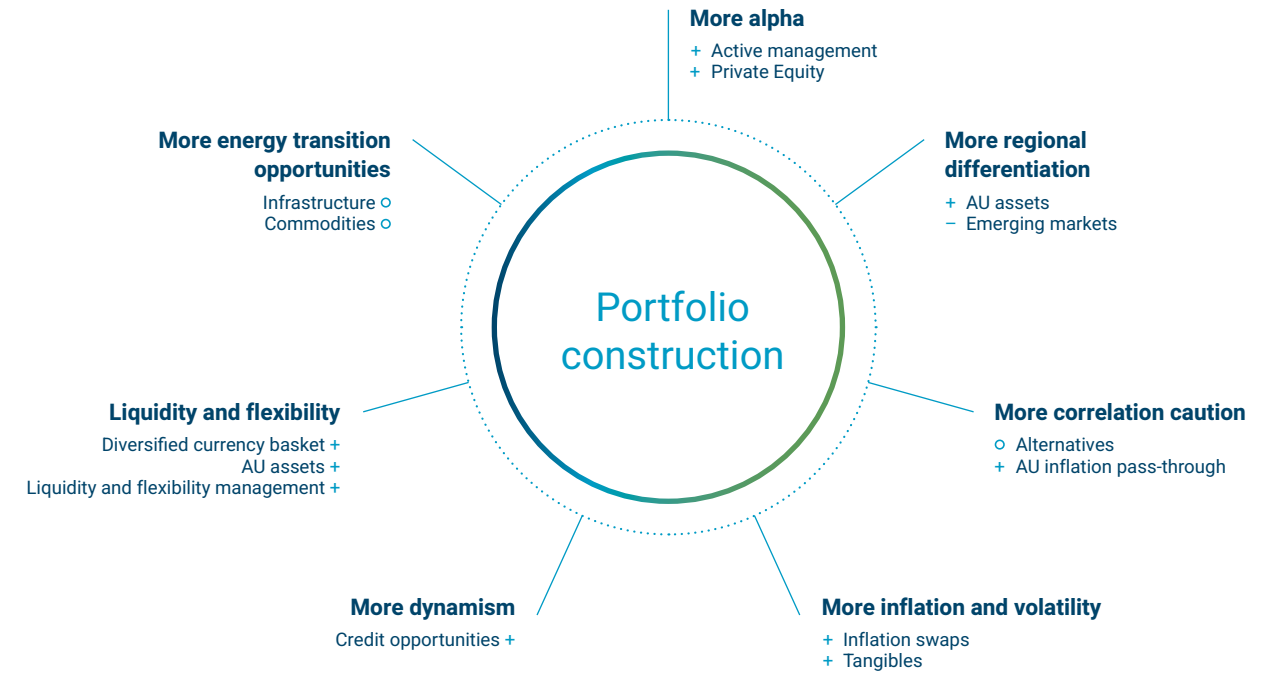 More alpha
+ Active management
+ Private Equity
More energy transition
opportunities
Infrastructure o
Commodities o
More regional
differentiation
+ AU assets
− Emerging markets
Portfolio
construction
Liquidity and flexibility
Diversified currency basket +
AU assets +
Liquidity and flexibility management +
More correlation caution
o Alternatives
+ AU inflation pass-through
More dynamism
Credit opportunities +
More inflation and volatility
+ Inflation swaps
+ Tangibles